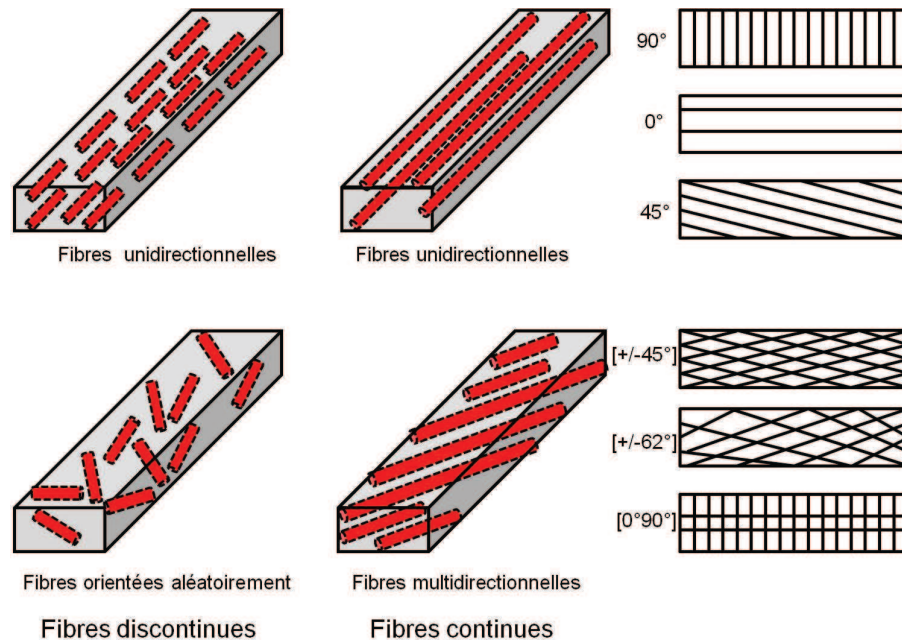 90°
0°
45°
Fibres unidirectionnelles
Fibres unidirectionnelles
[+/-45°]
[+/-62°]
[0°90°]
Fibres orientées aléatoirement
Fibres multidirectionnelles
Fibres discontinues
Fibres continues